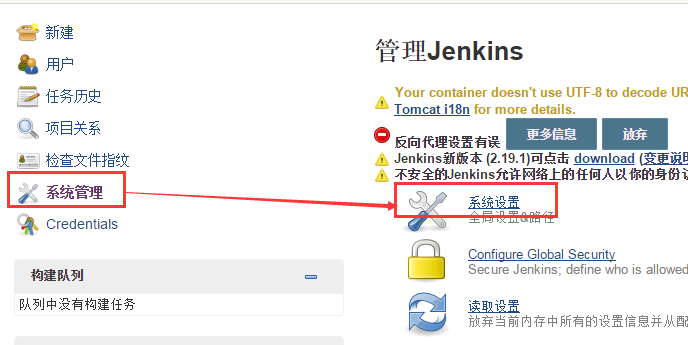 新建
用户
任务历史
项目关系
检查文件指纹
系统管理
Credentials
构建队列
队列中没有构建任务
管理Jenkins
Your container doesn't use UTF-8 to decode UR
Tomcat i18n for more details.
反向代理设置有误 更多信息 放弃
Jenkins新版本 (2.19.1)可点击 download (变更说明
不安全的Jenkins允许网络上的任何人以你的身份
系统设置
全局设置&路径
Configure Global Security
Secure Jenkins; define who is allowed
读取设置
放弃当前内存中所有的设置信息并从配